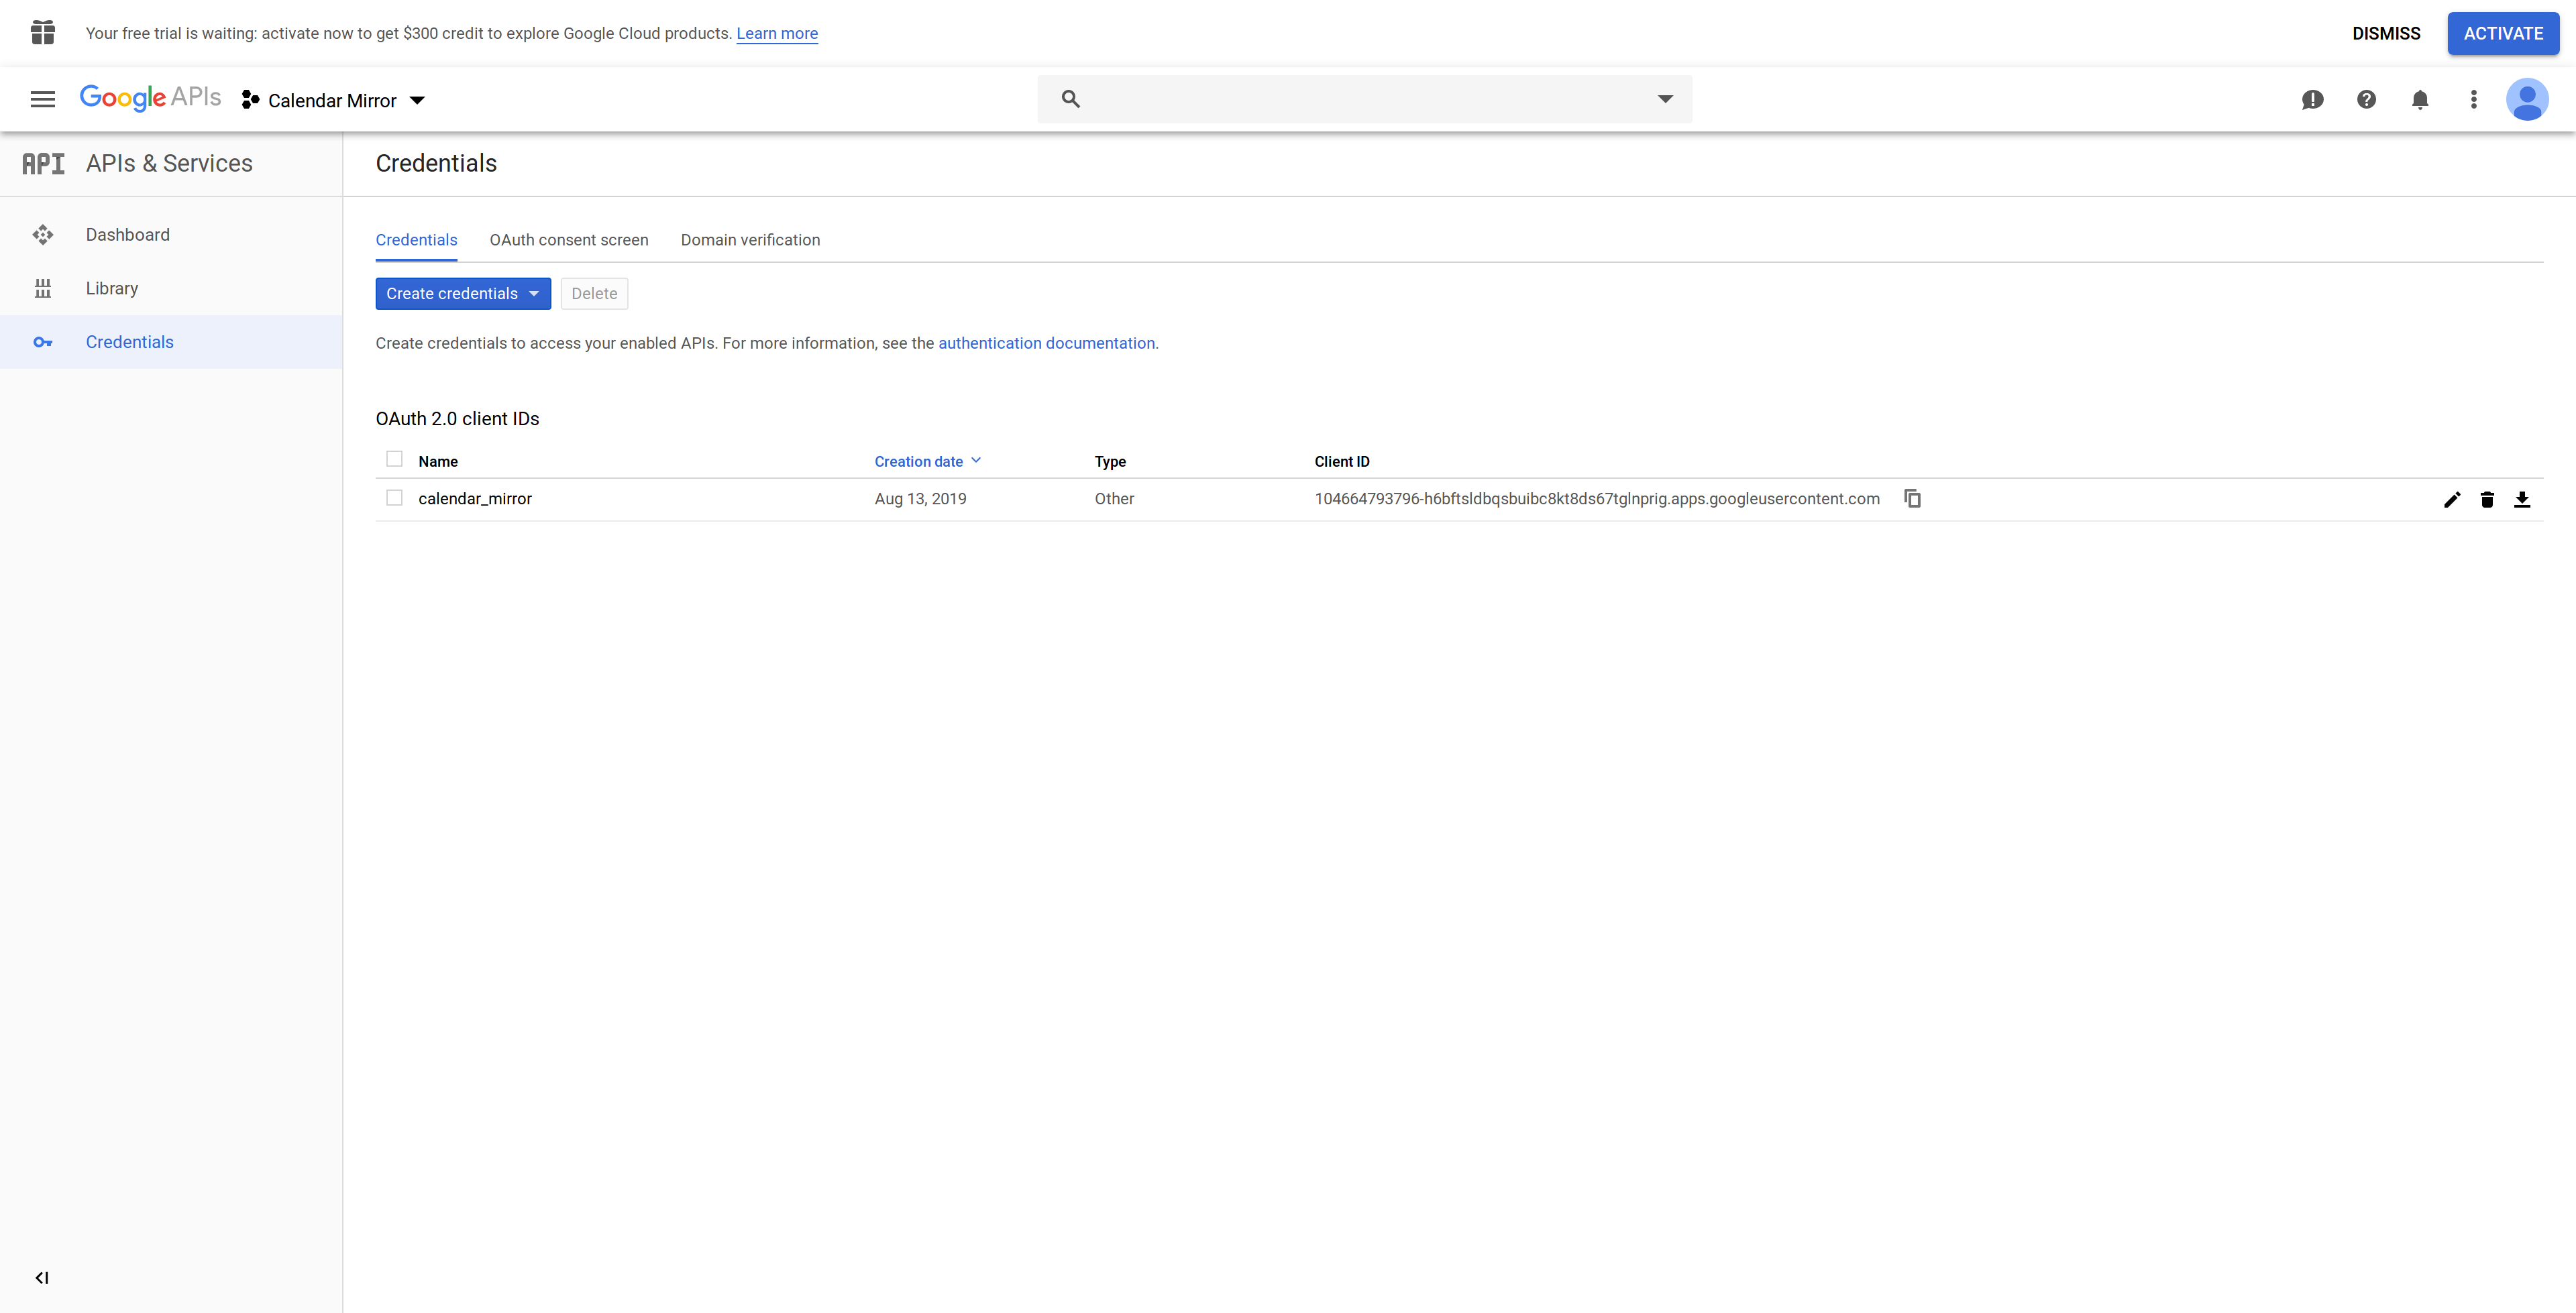 Your free trial is waiting: activate now to get $300 credit to explore Google Cloud products. Learn more
DISMISS
ACTIVATE
Google APIs
Calendar Mirror
API
APIs & Services
Dashboard
Library
Credentials
Credentials
Credentials
OAuth consent screen
Domain verification
Create credentials
Delete
Create credentials to access your enabled APIs. For more information, see the authentication documentation.
OAuth 2.0 client IDs
Name Creation date Type Client ID
calendar_mirror Aug 13, 2019 Other 104664793796-h6bftsldbqsbuibc8kt8ds67tglnprig.apps.googleusercontent.com